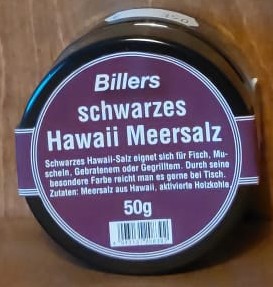 Billers
schwarzes
Hawaii Meersalz
Schwarzes Hawaii-Salz eignet sich für Fisch, Mu-
scheln, Gebratenem oder Gegrilltem. Durch seine
besondere Farbe reicht man es gerne bei Tisch.
Zutaten: Meersalz aus Hawaii, aktivierte Holzkohle.
50g